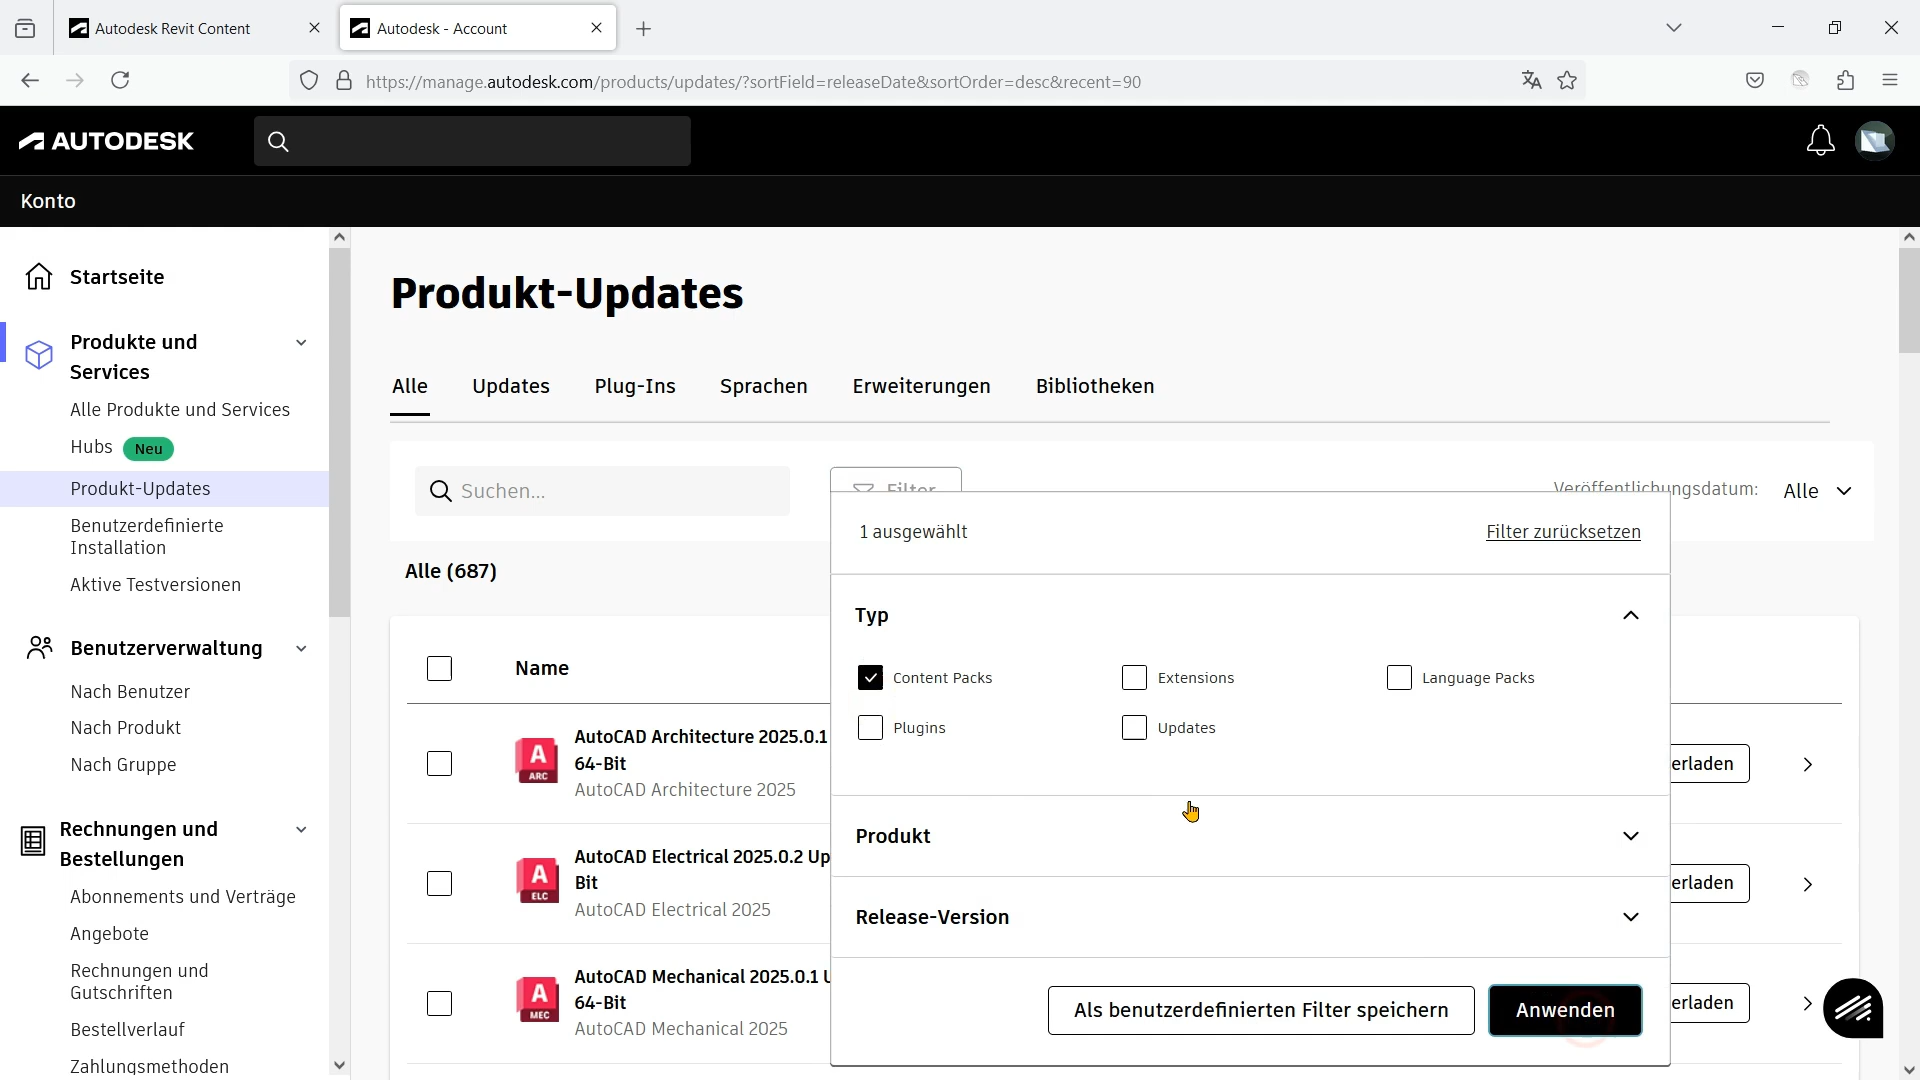 Autodesk Revit Content
Autodesk - Account
https://manage.autodesk.com/products/updates/?sortField=releaseDate&sortOrder=desc&recent=90
AUTODESK
Konto
Startseite
Produkte und
Services
Alle Produkte und Services
Hubs Neu
Produkt-Updates
Benutzerdefinierte
Installation
Aktive Testversionen
Benutzerverwaltung
Nach Benutzer
Nach Produkt
Nach Gruppe
Rechnungen und
Bestellungen
Abonnements und Verträge
Angebote
Rechnungen und
Gutschriften
Bestellverlauf
Zahlungsmethoden
Produkt-Updates
Alle Updates Plug-Ins Sprachen Erweiterungen Bibliotheken
Suchen...
Filter
Veröffentlichungsdatum: Alle
Alle (687)
1 ausgewählt
Filter zurücksetzen
Typ
Content Packs Extensions Language Packs
Plugins Updates
Produkt
Release-Version
Als benutzerdefinierten Filter speichern
Anwenden
Name
AutoCAD Architecture 2025.0.1
64-Bit
AutoCAD Architecture 2025
A
ARC
erladen
AutoCAD Electrical 2025.0.2 Up
Bit
AutoCAD Electrical 2025
A
ELC
erladen
AutoCAD Mechanical 2025.0.1 U
64-Bit
AutoCAD Mechanical 2025
A
MEC
erladen